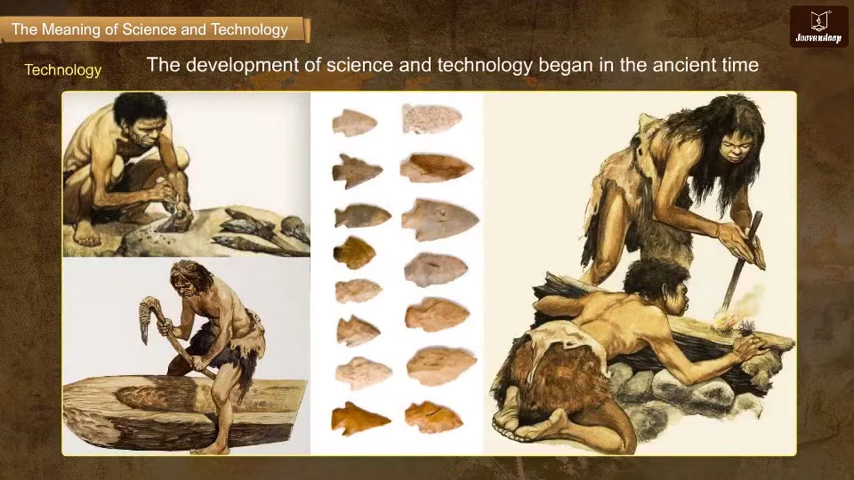 The Meaning of Science and Technology
Technology
The development of science and technology began in the ancient time